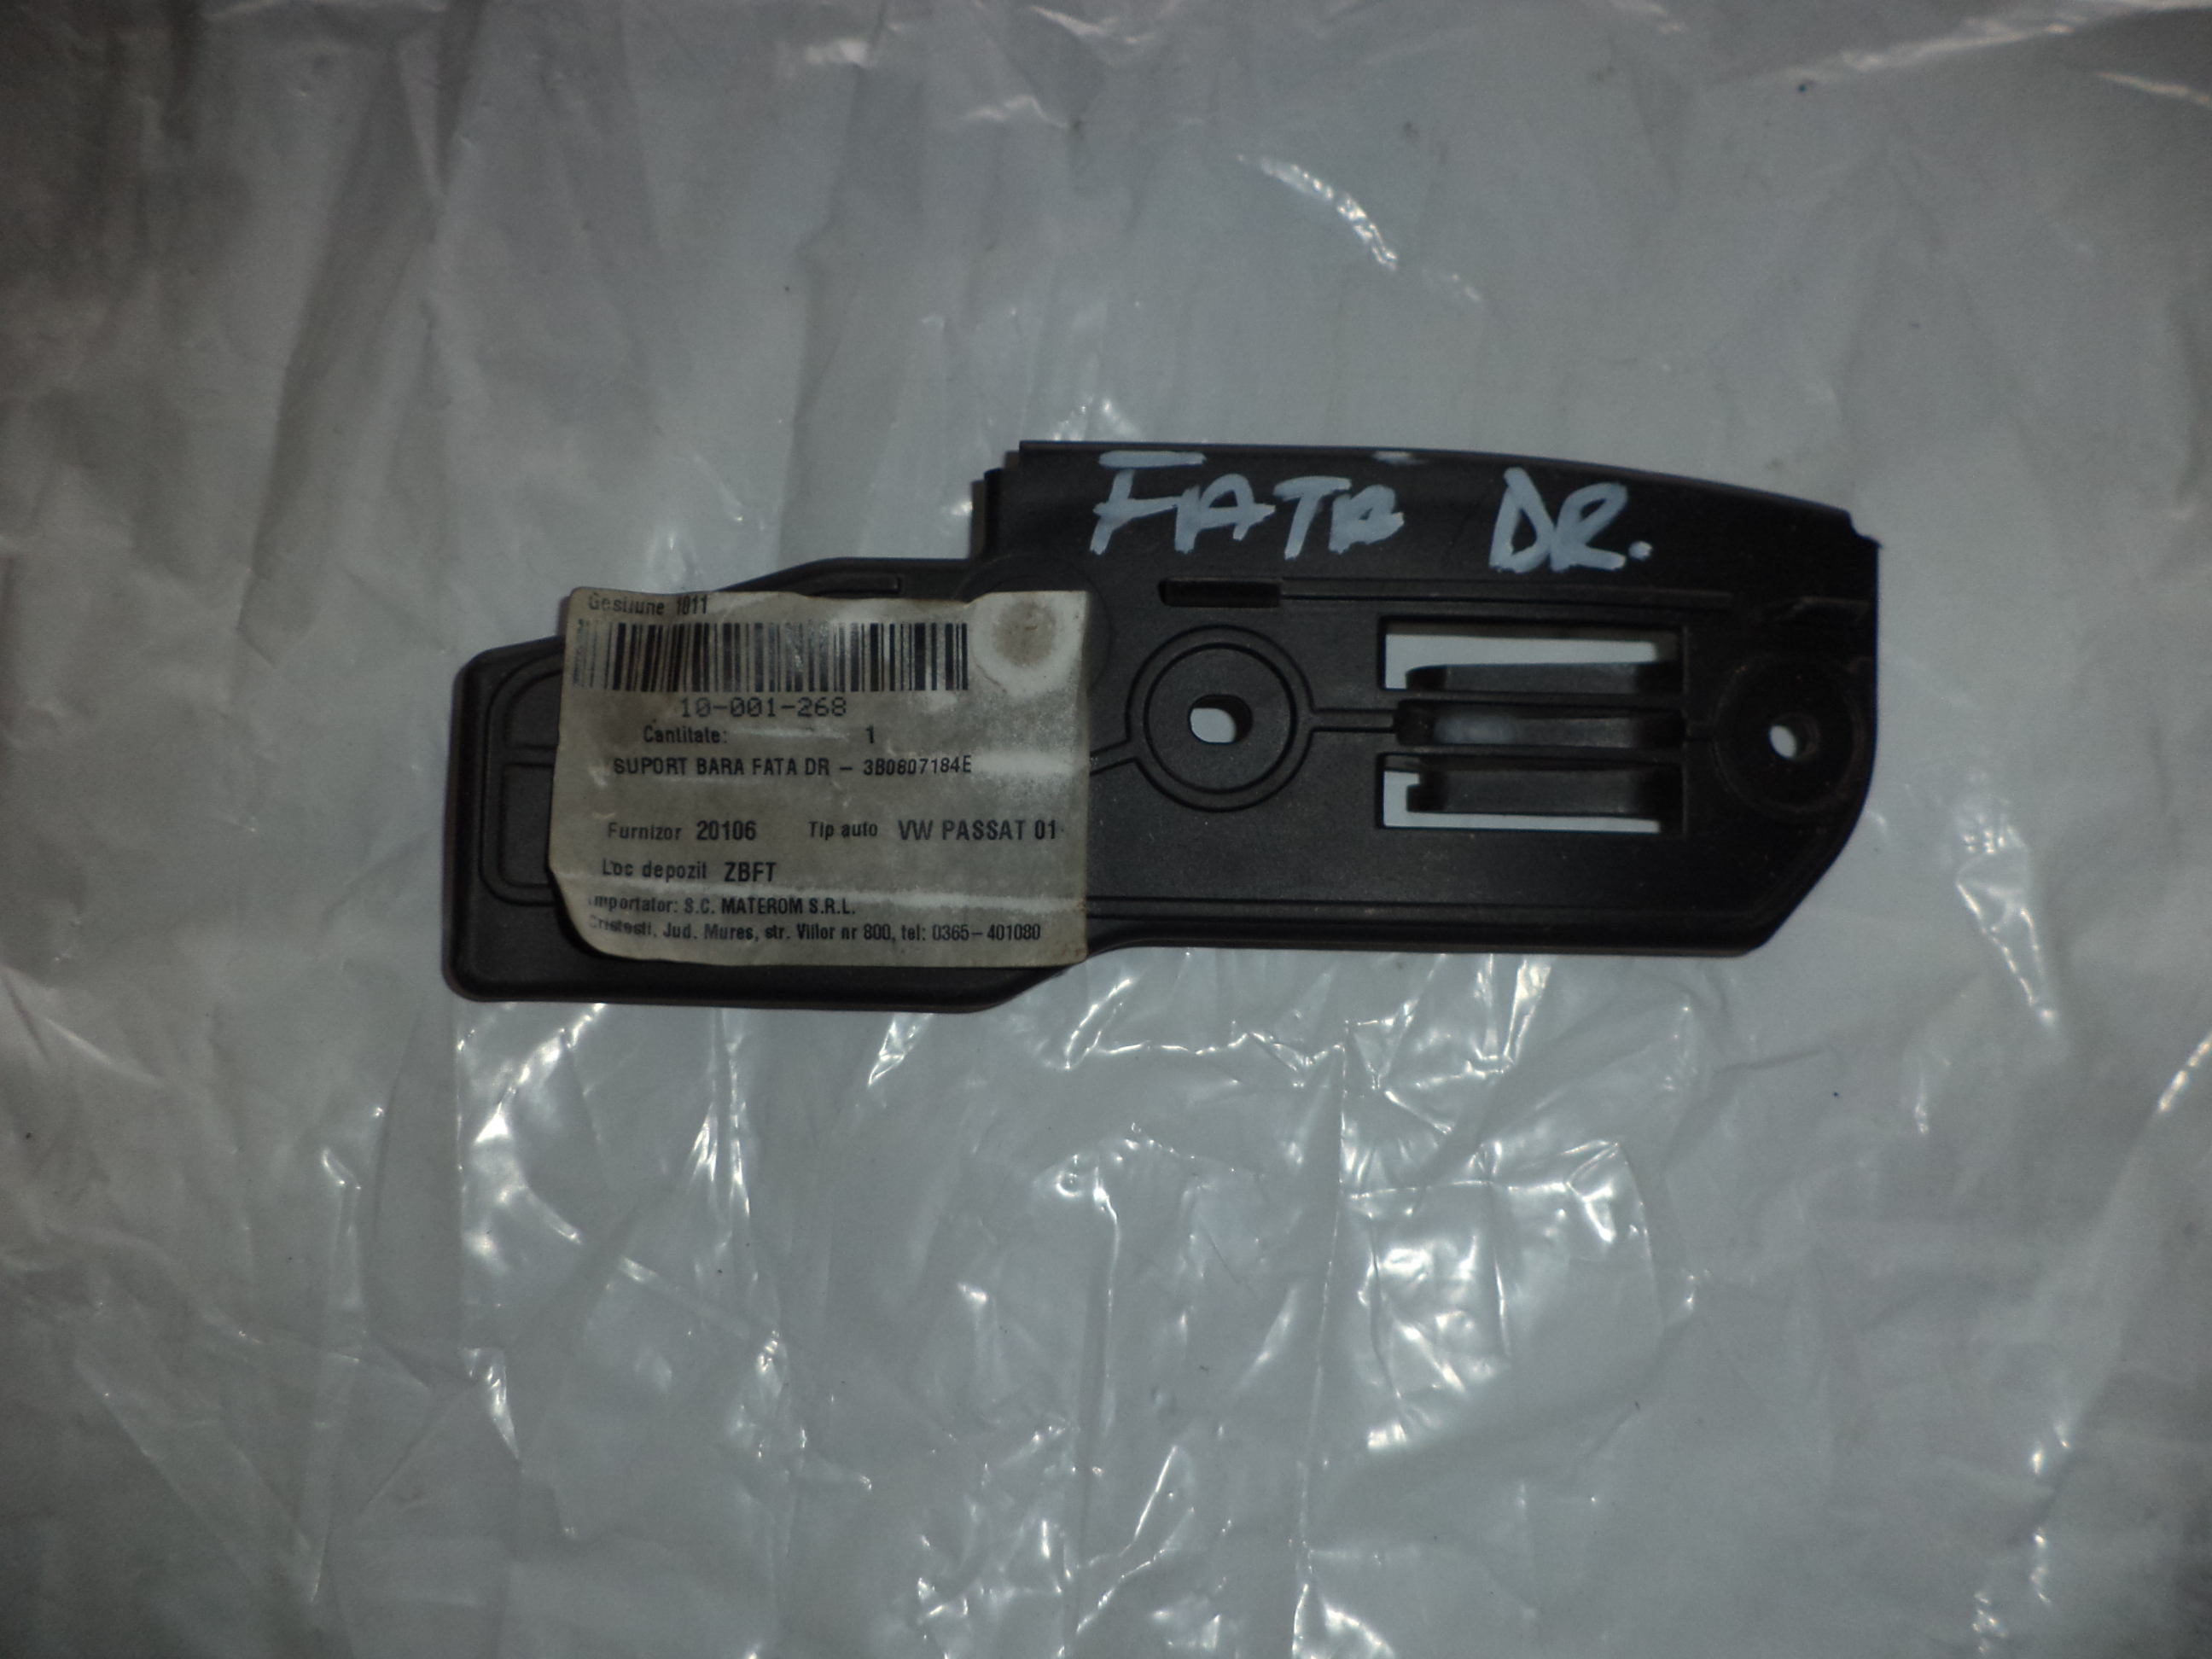 FATA DR.
Gestiune 1011
10-001-268
Cantitate: 1
SUPORT BARA FATA DR - 3B0807184E
Furnizor 20106 Tip auto VW PASSAT 01-
Loc depozit ZBFT
Importator: S.C. MATEROM S.R.L.
Cristesti, Jud. Mures, str. Viilor nr 800, tel: 0365-401080